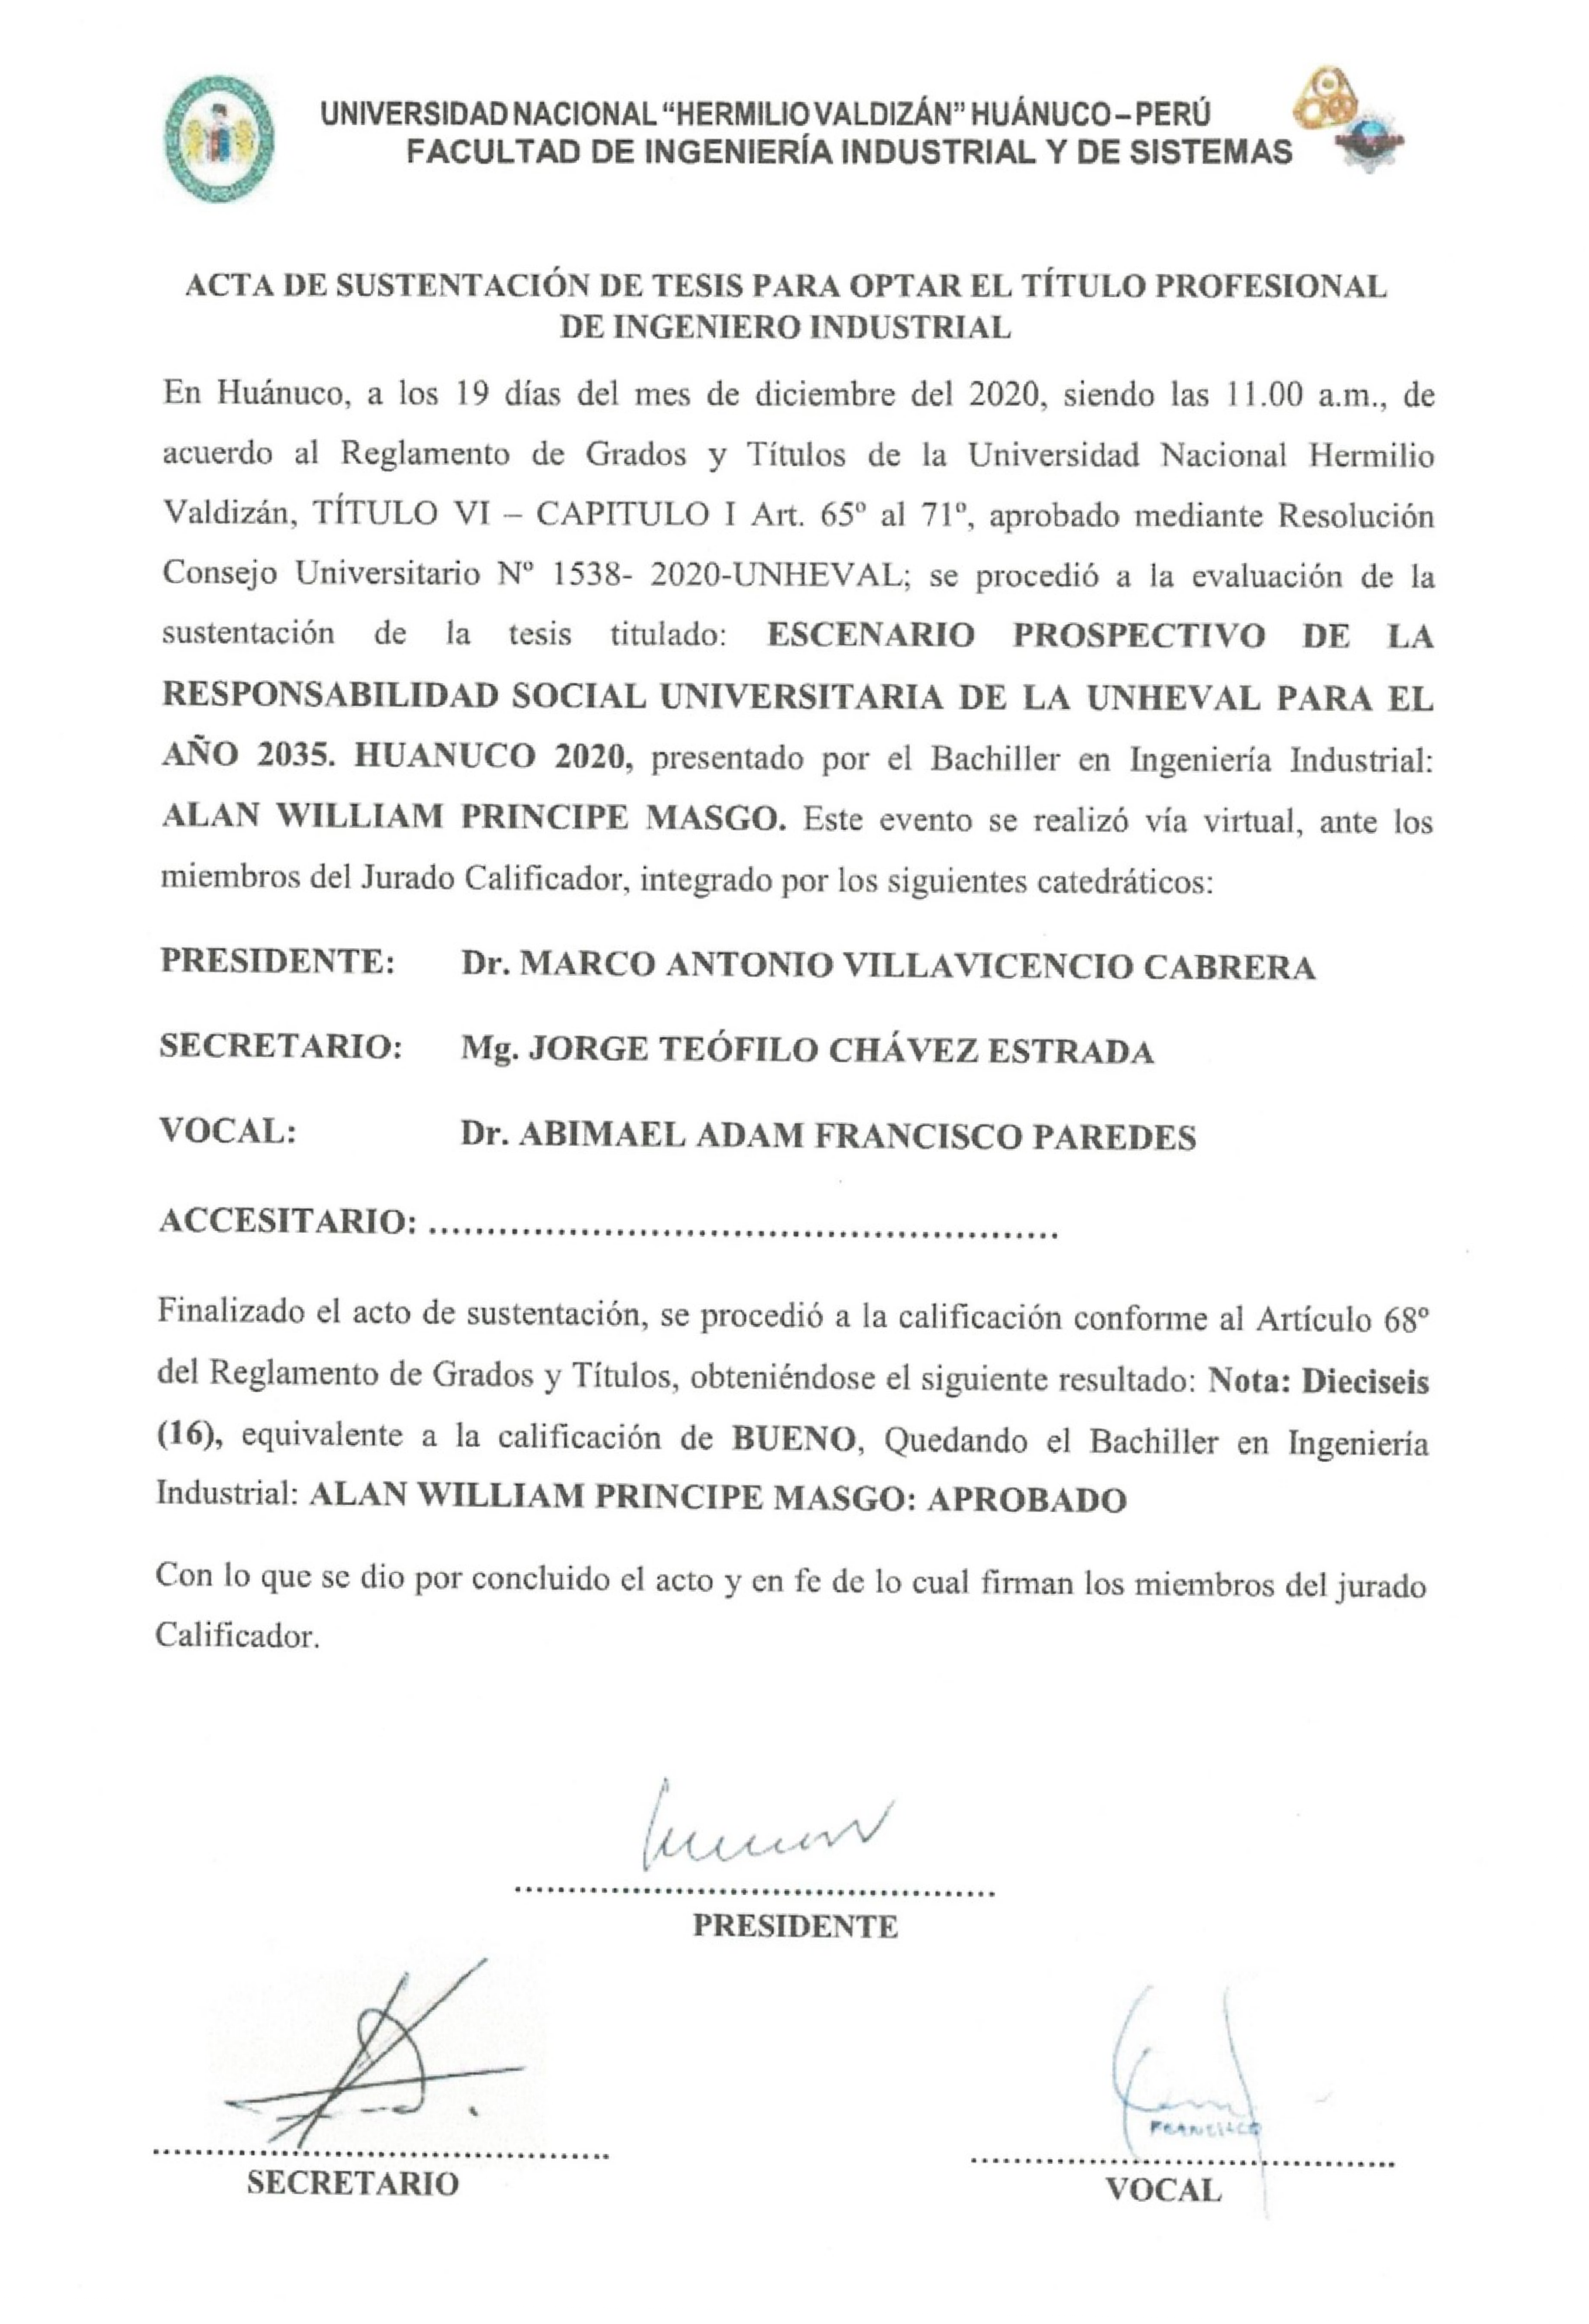 UNIVERSIDAD NACIONAL “HERMILIO VALDIZÁN” HUÁNUCO – PERÚ
FACULTAD DE INGENIERÍA INDUSTRIAL Y DE SISTEMAS
ACTA DE SUSTENTACIÓN DE TESIS PARA OPTAR EL TÍTULO PROFESIONAL
DE INGENIERO INDUSTRIAL
En Huánuco, a los 19 días del mes de diciembre del 2020, siendo las 11.00 a.m., de
acuerdo al Reglamento de Grados y Títulos de la Universidad Nacional Hermilio
Valdizán, TÍTULO VI – CAPITULO I Art. 65º al 71º, aprobado mediante Resolución
Consejo Universitario Nº 1538- 2020-UNHEVAL; se procedió a la evaluación de la
sustentación de la tesis titulado: ESCENARIO PROSPECTIVO DE LA
RESPONSABILIDAD SOCIAL UNIVERSITARIA DE LA UNHEVAL PARA EL
AÑO 2035. HUANUCO 2020, presentado por el Bachiller en Ingeniería Industrial:
ALAN WILLIAM PRINCIPE MASGO. Este evento se realizó vía virtual, ante los
miembros del Jurado Calificador, integrado por los siguientes catedráticos:
PRESIDENTE: Dr. MARCO ANTONIO VILLAVICENCIO CABRERA
SECRETARIO: Mg. JORGE TEÓFILO CHÁVEZ ESTRADA
VOCAL: Dr. ABIMAEL ADAM FRANCISCO PAREDES
ACCESITARIO: ......................................................
Finalizado el acto de sustentación, se procedió a la calificación conforme al Artículo 68º
del Reglamento de Grados y Títulos, obteniéndose el siguiente resultado: Nota: Dieciseis
(16), equivalente a la calificación de BUENO, Quedando el Bachiller en Ingeniería
Industrial: ALAN WILLIAM PRINCIPE MASGO: APROBADO
Con lo que se dio por concluido el acto y en fe de lo cual firman los miembros del jurado
Calificador.
PRESIDENTE
FRANCISCO
SECRETARIO
VOCAL